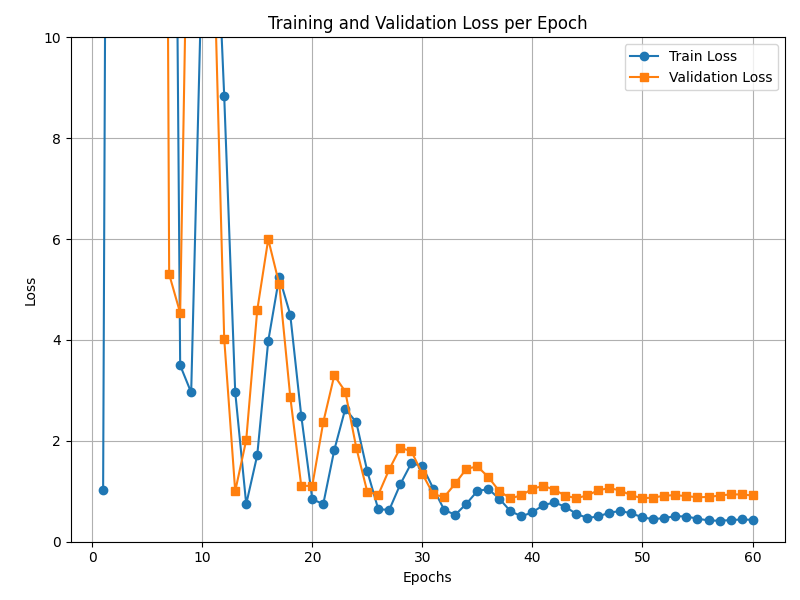 Training and Validation Loss per Epoch
Train Loss
Validation Loss
10
8
6
4
2
0
Loss
0 10 20 30 40 50 60
Epochs